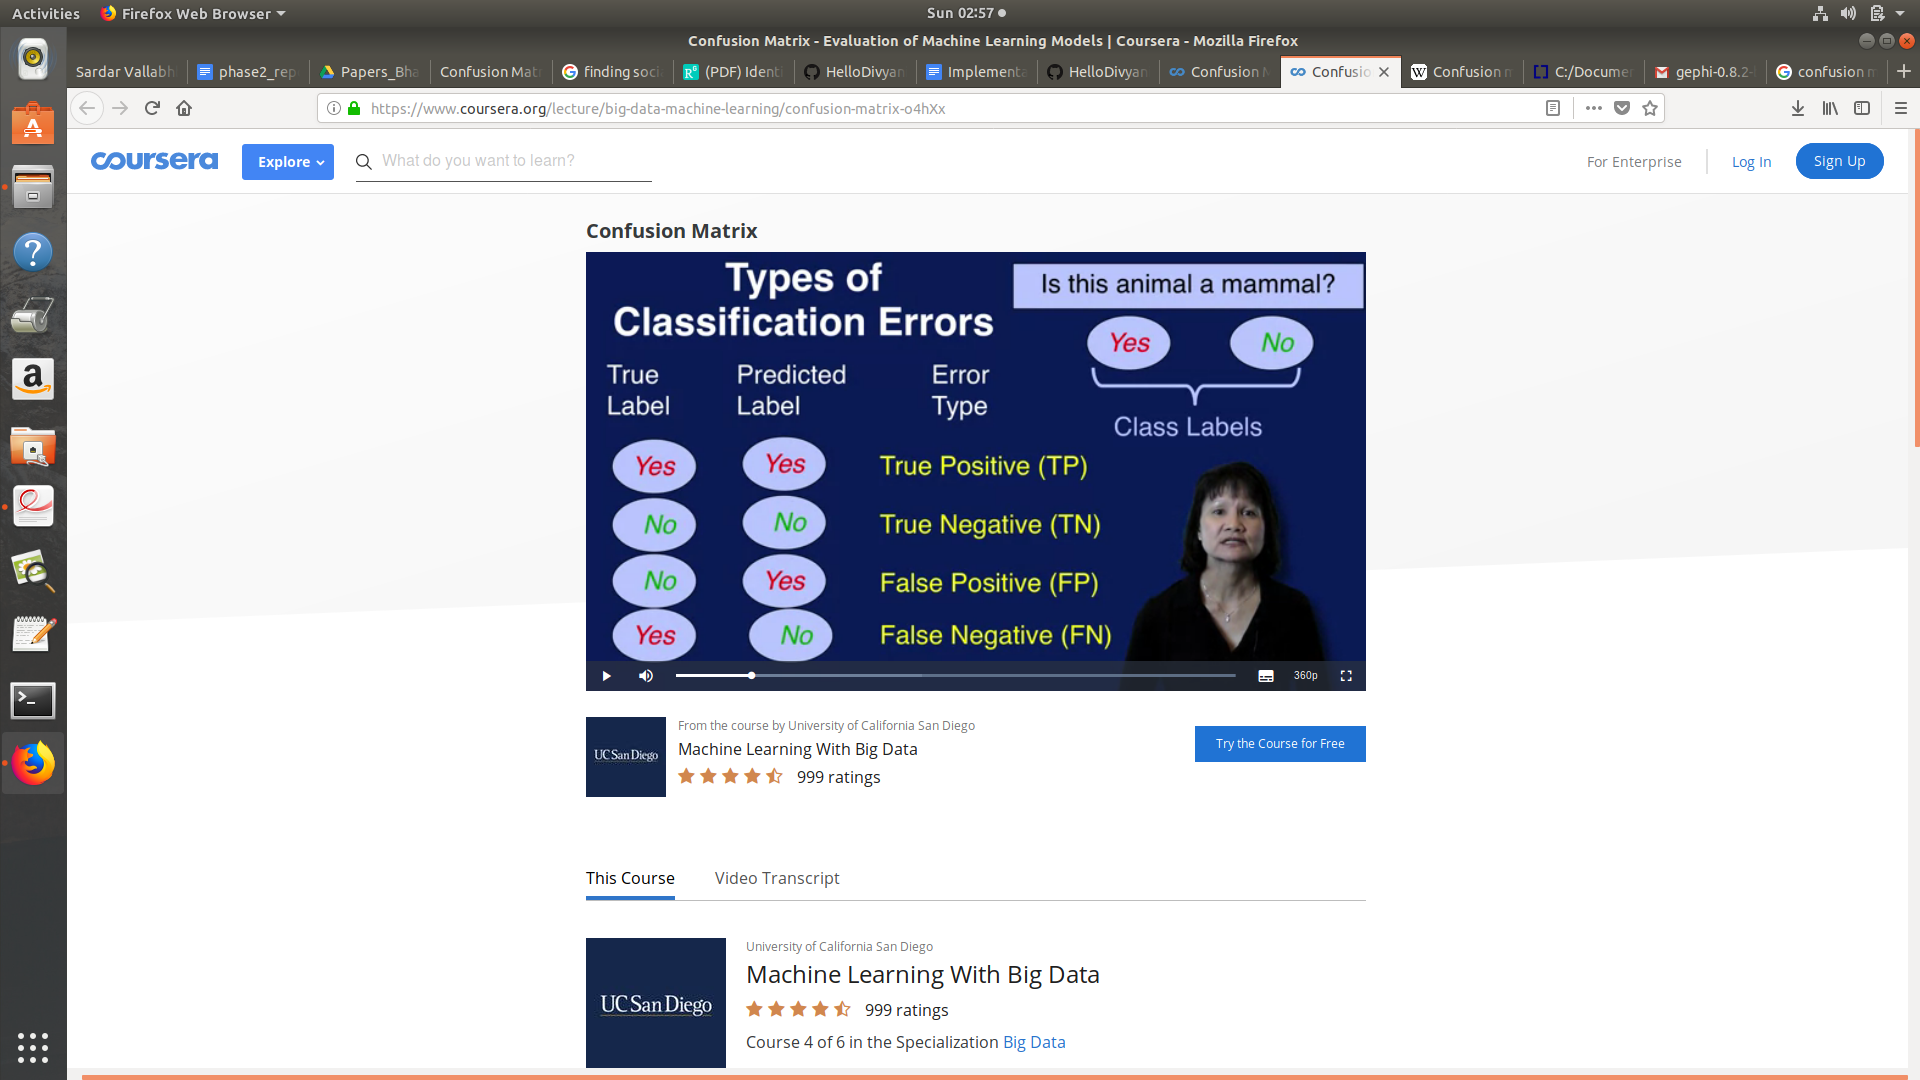 Activities
Firefox Web Browser
Sun 02:57
Confusion Matrix - Evaluation of Machine Learning Models | Coursera - Mozilla Firefox
Sardar Vallabh
phase2_rep
Papers_Bha
Confusion Mat
finding soci
(PDF) Identi
HelloDivyan
Implementa
HelloDivyan
Confusion M
Confusio
Confusion m
C:/Documen
gephi-0.8.2-
confusion m
https://www.coursera.org/lecture/big-data-machine-learning/confusion-matrix-o4hXx
coursera
Explore
What do you want to learn?
For Enterprise
Log In
Sign Up
Confusion Matrix
Types of
Classification Errors
Is this animal a mammal?
Yes No
Class Labels
True Label
Predicted Label
Error Type
Yes Yes True Positive (TP)
No No True Negative (TN)
No Yes False Positive (FP)
Yes No False Negative (FN)
360p
UC San Diego
From the course by University of California San Diego
Machine Learning With Big Data
999 ratings
Try the Course for Free
This Course
Video Transcript
UC San Diego
University of California San Diego
Machine Learning With Big Data
999 ratings
Course 4 of 6 in the Specialization Big Data